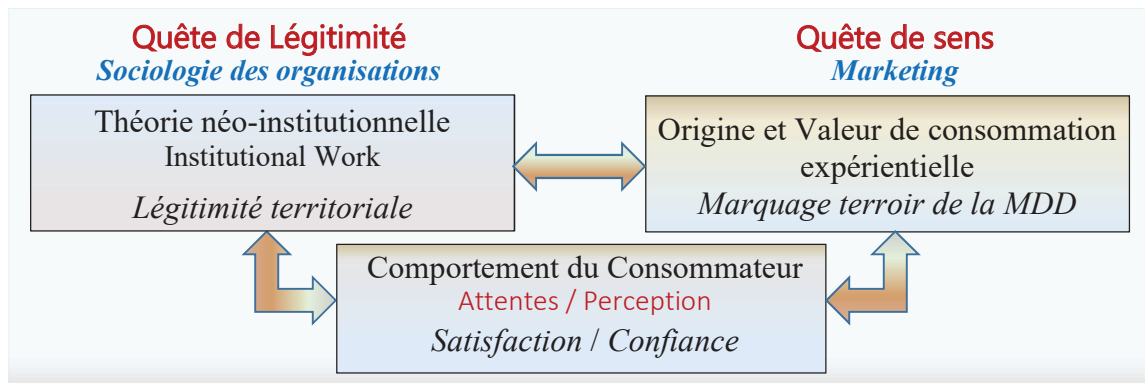 Quête de Légitimité
Sociologie des organisations
Quête de sens
Marketing
Théorie néo-institutionnelle
Institutional Work
Légitimité territoriale
Origine et Valeur de consommation
expérientielle
Marquage terroir de la MDD
Comportement du Consommateur
Attentes / Perception
Satisfaction / Confiance